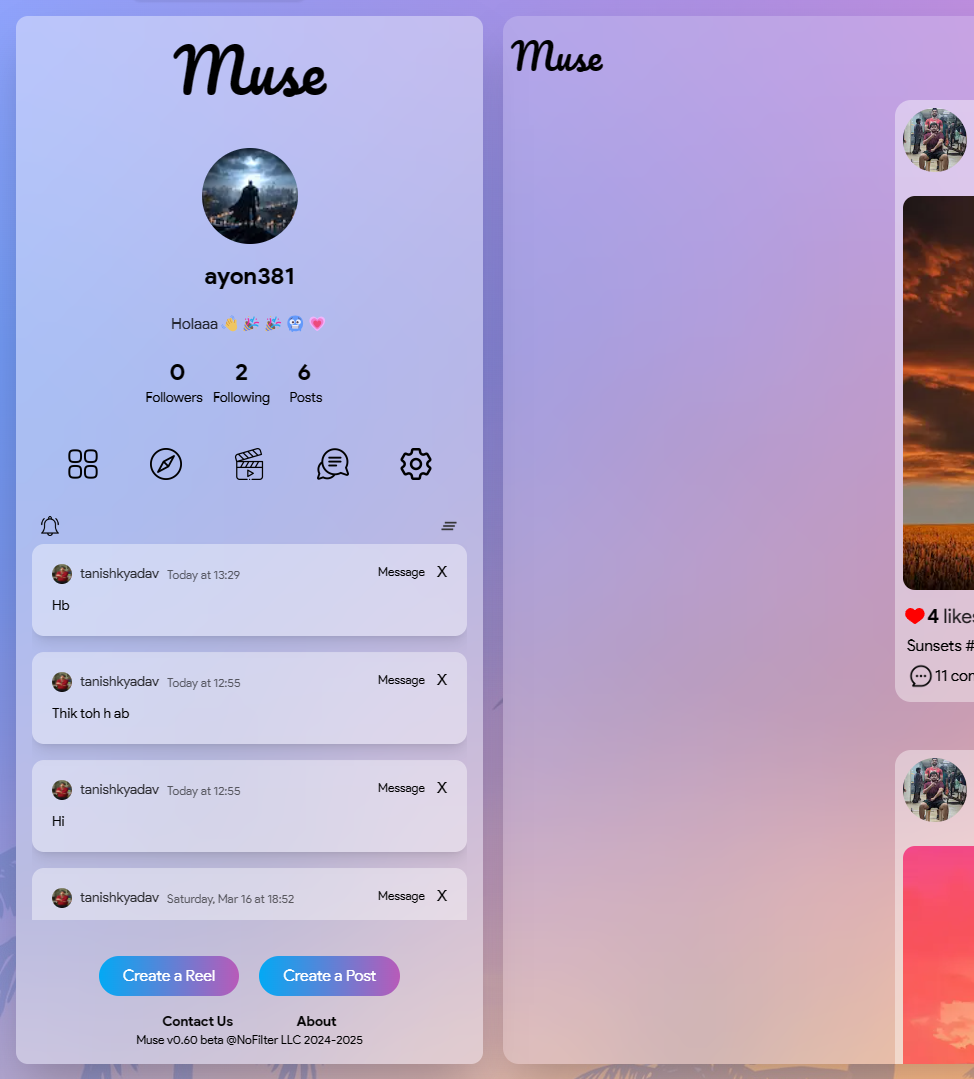 Muse
ayon381
Holaaa 👋 🎉 🎉 🥶 💗
0 2 6
Followers Following Posts
tanishkyadav Today at 13:29 Message X
Hb
tanishkyadav Today at 12:55 Message X
Thik toh h ab
tanishkyadav Today at 12:55 Message X
Hi
tanishkyadav Saturday, Mar 16 at 18:52 Message X
Create a Reel Create a Post
Contact Us About
Muse v0.60 beta @NoFilter LLC 2024-2025
Muse
4 likes
Sunsets #
11 con